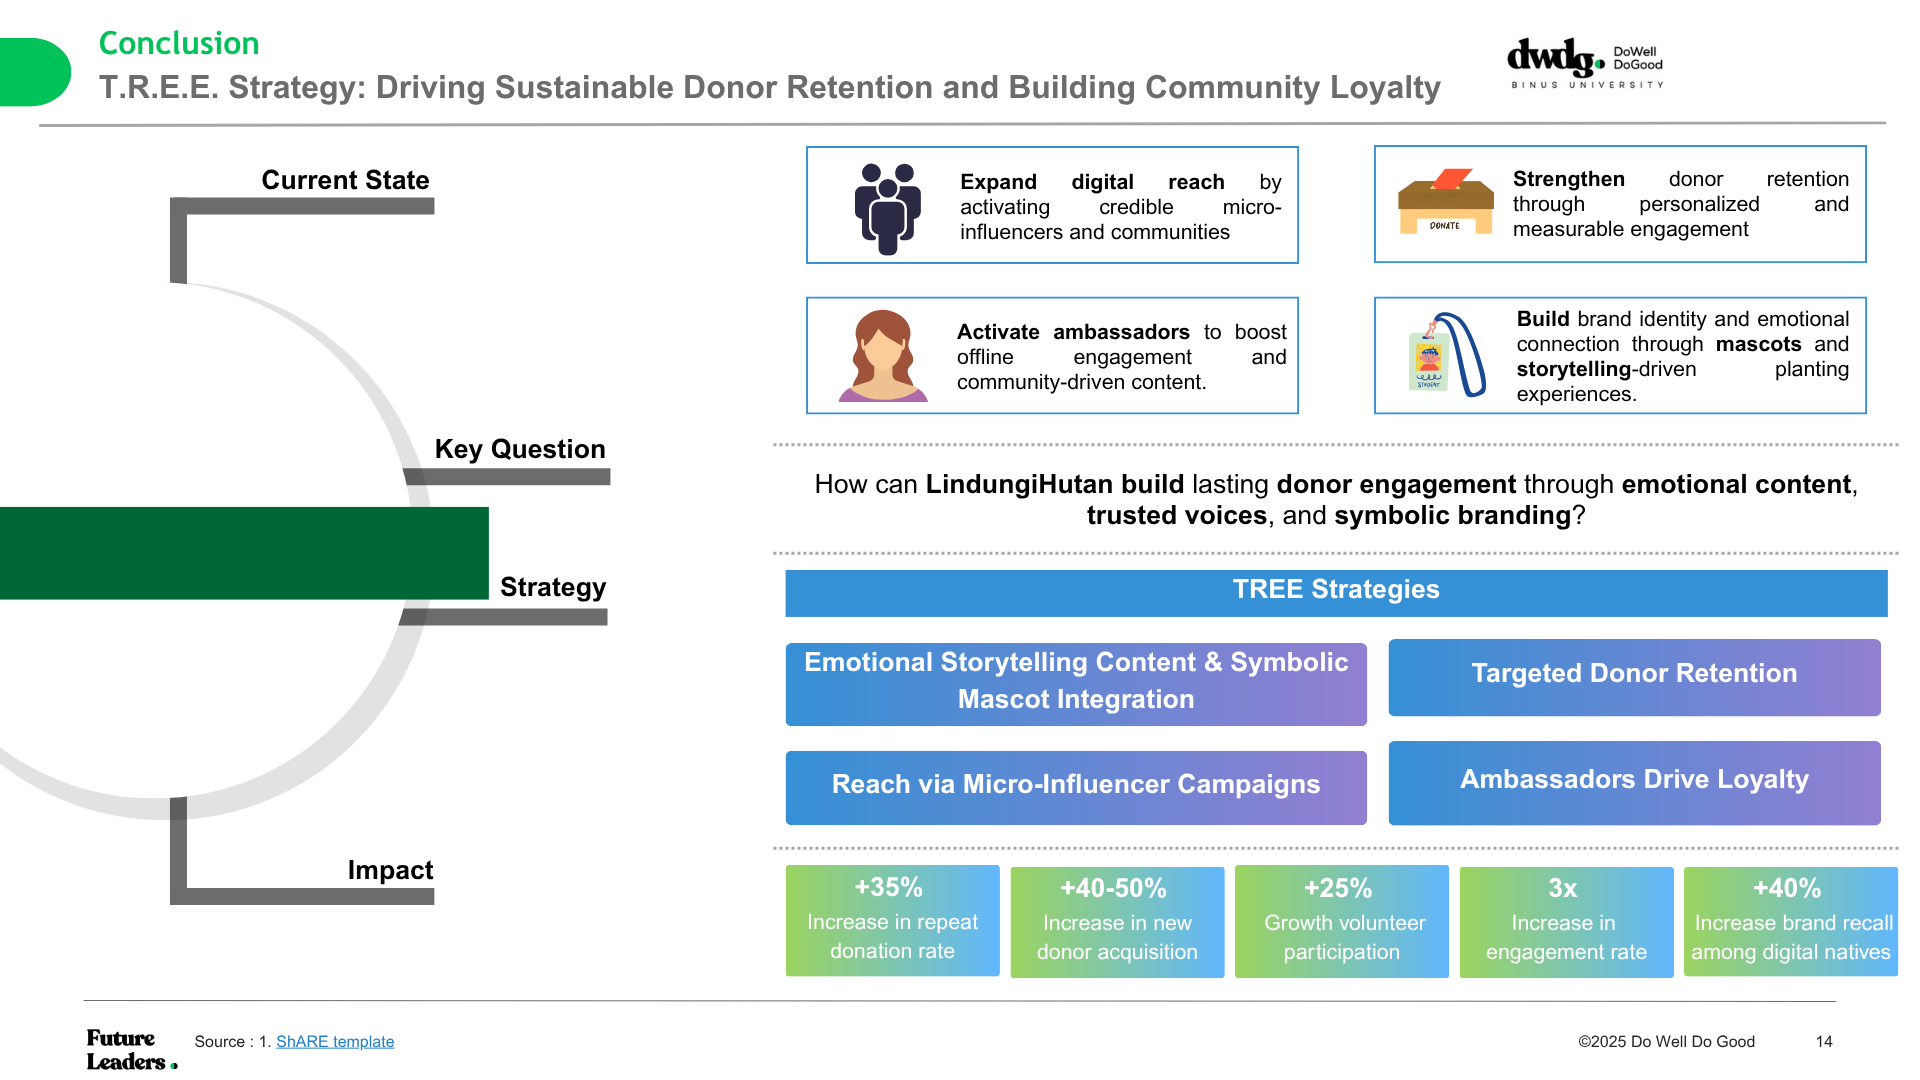 Conclusion
T.R.E.E. Strategy: Driving Sustainable Donor Retention and Building Community Loyalty
dwdg.
DoWell
DoGood
BINUS UNIVERSITY
Current State
Expand digital reach by
activating credible micro-
influencers and communities
DONATE
Strengthen donor retention
through personalized and
measurable engagement
Activate ambassadors to boost
offline engagement and
community-driven content.
STUDENT
Build brand identity and emotional
connection through mascots and
storytelling-driven planting
experiences.
Key Question
How can LindungiHutan build lasting donor engagement through emotional content,
trusted voices, and symbolic branding?
Strategy
TREE Strategies
Emotional Storytelling Content & Symbolic
Mascot Integration
Targeted Donor Retention
Reach via Micro-Influencer Campaigns
Ambassadors Drive Loyalty
Impact
+35%
Increase in repeat
donation rate
+40-50%
Increase in new
donor acquisition
+25%
Growth volunteer
participation
3x
Increase in
engagement rate
+40%
Increase brand recall
among digital natives
Future
Leaders.
Source : 1. ShARE template
©2025 Do Well Do Good
14